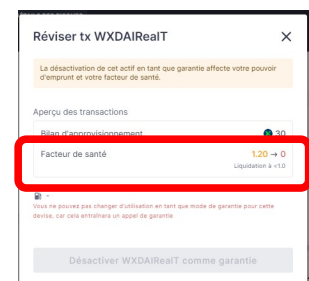 Réviser tx WXDAIRealT
La désactivation de cet actif en tant que garantie affecte votre pouvoir
d'emprunt et votre facteur de santé.
Aperçu des transactions
Bilan d'approvisionnement 30
Facteur de santé 1.20 → 0
Liquidation à <1.0
-
Vous ne pouvez pas changer d'utilisation en tant que mode de garantie pour cette
devise, car cela entraînera un appel de garantie
Désactiver WXDAIRealT comme garantie